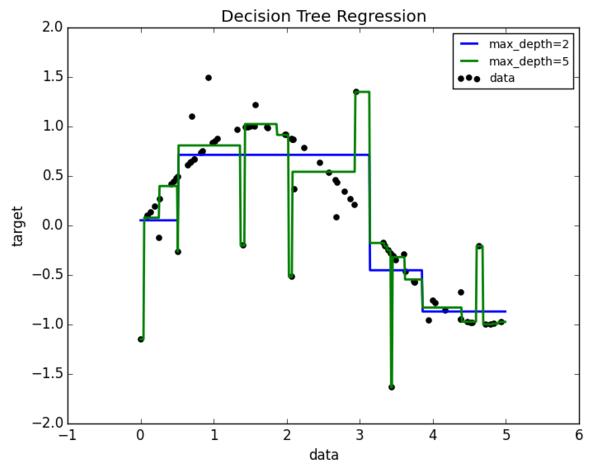 Decision Tree Regression
max_depth=2
max_depth=5
data
2.0
1.5
1.0
0.5
0.0
−0.5
−1.0
−1.5
−2.0
target
−1 0 1 2 3 4 5 6
data